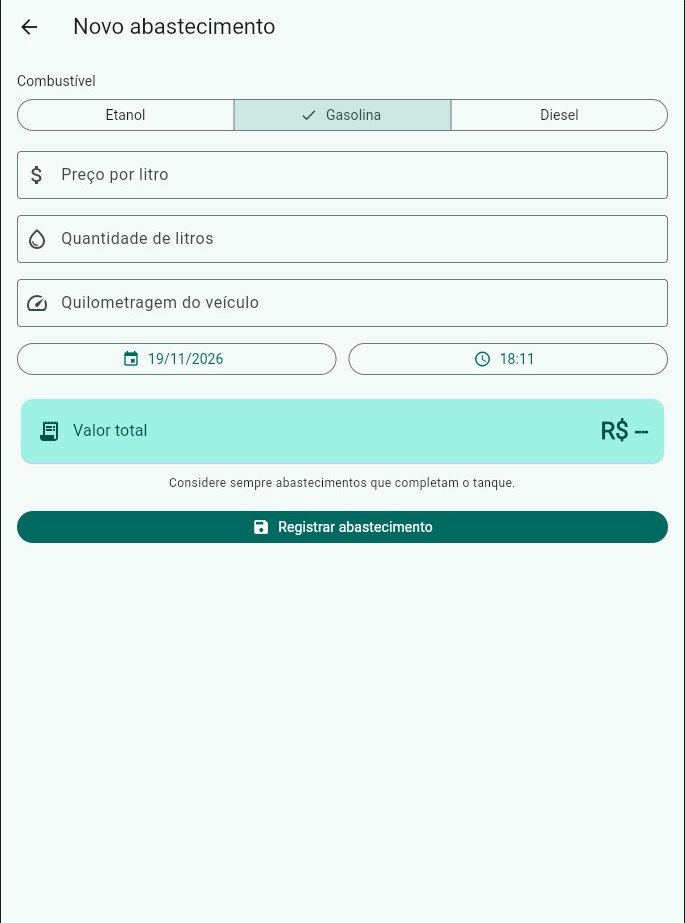 Novo abastecimento
Combustível
Etanol Gasolina Diesel
Preço por litro
Quantidade de litros
Quilometragem do veículo
19/11/2026 18:11
Valor total R$ --
Considere sempre abastecimentos que completam o tanque.
Registrar abastecimento